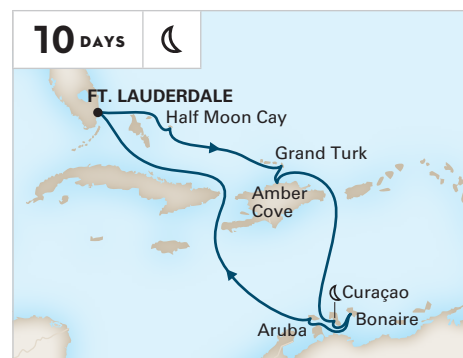 10 DAYS
FT. LAUDERDALE
Half Moon Cay
Grand Turk
Amber
Cove
Curaçao
Bonaire
Aruba